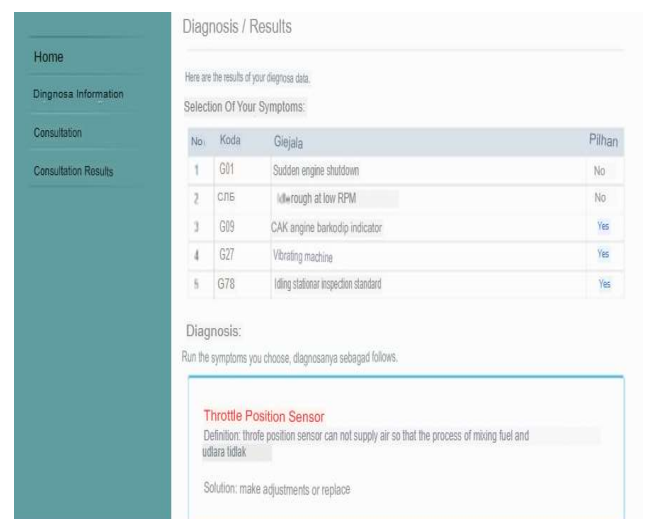 Diagnosis / Results
Home
Dingnosa Information
Consultation
Consultation Results
Here are the results of your diegnosa data.
Selection Of Your Symptoms:
No. Koda Giejala Pilhan
1 G01 Sudden engine shutdown No
2 СЛБ Idle rough at low RPM No
3 G09 CAK angine barkodip indicator Yes
4 G27 Vibrating machine Yes
5 G78 Iding stationar inspection standard Yes
Diagnosis:
Run the symptoms you choose, diagnosanya sebagad follows.
Throttle Position Sensor
Definition: throfe position sensor can not supply air so that the process of mixing fuel and
udlara tidlak
Solution: make adjustments or replace